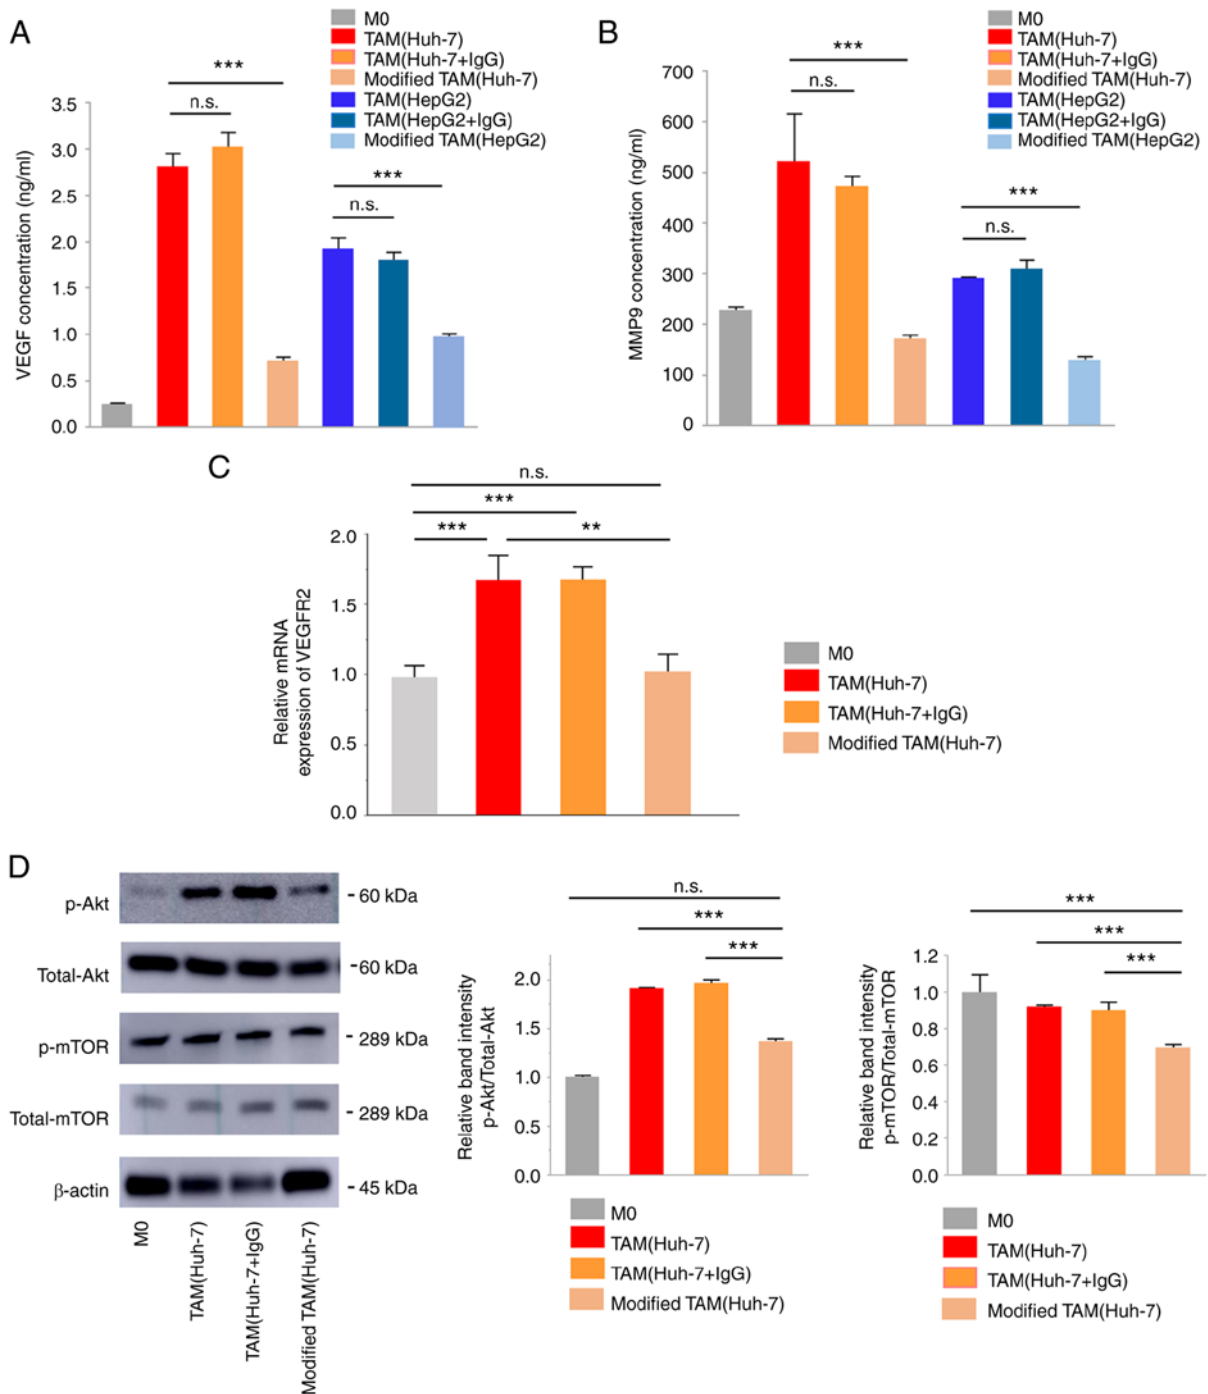 A
M0
TAM(Huh-7)
TAM(Huh-7+IgG)
Modified TAM(Huh-7)
TAM(HepG2)
TAM(HepG2+IgG)
Modified TAM(HepG2)
***
n.s.
***
n.s.
VEGF concentration (ng/ml)
3.5
3.0
2.5
2.0
1.5
1.0
0.5
0.0
B
M0
TAM(Huh-7)
TAM(Huh-7+IgG)
Modified TAM(Huh-7)
TAM(HepG2)
TAM(HepG2+IgG)
Modified TAM(HepG2)
***
n.s.
***
n.s.
MMP9 concentration (ng/ml)
700
600
500
400
300
200
100
0
C
n.s.
***
***
**
Relative mRNA
expression of VEGFR2
2.0
1.5
1.0
0.5
0.0
M0
TAM(Huh-7)
TAM(Huh-7+IgG)
Modified TAM(Huh-7)
D
p-Akt
- 60 kDa
Total-Akt
- 60 kDa
p-mTOR
- 289 kDa
Total-mTOR
- 289 kDa
β-actin
- 45 kDa
M0
TAM(Huh-7)
TAM(Huh-7+IgG)
Modified TAM(Huh-7)
n.s.
***
***
Relative band intensity
p-Akt/Total-Akt
2.0
1.0
0.0
M0
TAM(Huh-7)
TAM(Huh-7+IgG)
Modified TAM(Huh-7)
***
***
***
Relative band intensity
p-mTOR/Total-mTOR
1.2
1.0
0.8
0.6
0.4
0.2
0.0
M0
TAM(Huh-7)
TAM(Huh-7+IgG)
Modified TAM(Huh-7)